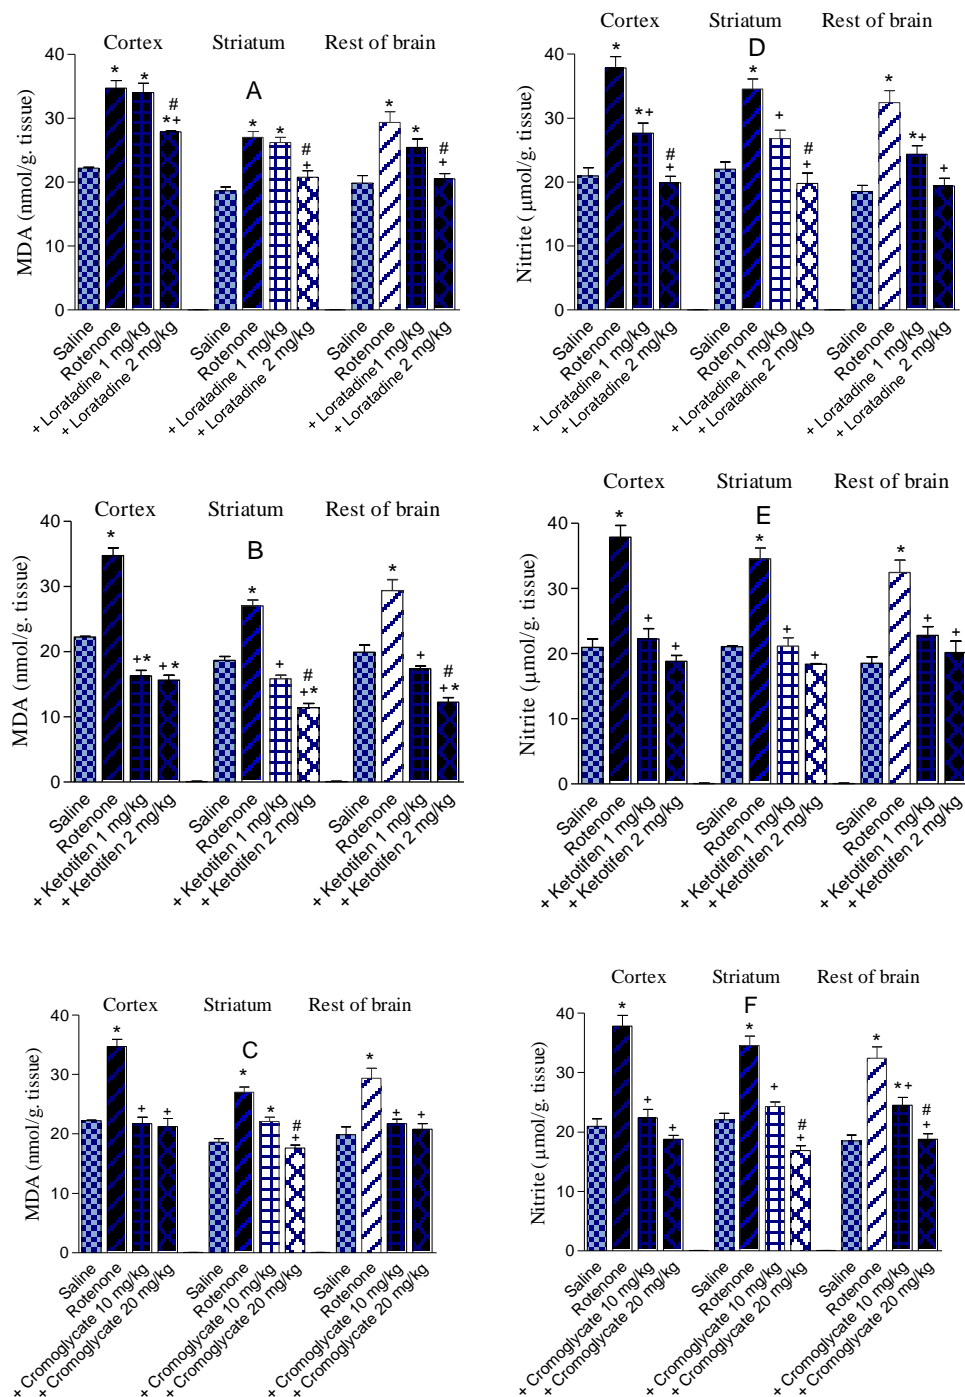 Cortex Striatum Rest of brain
A
MDA (nmol/g. tissue)
40
30
20
10
0
* * # *+ * * # + * * # +
Saline
Rotenone
+ Loratadine 1 mg/kg
+ Loratadine 2 mg/kg
Saline
Rotenone
+ Loratadine 1 mg/kg
+ Loratadine 2 mg/kg
Saline
Rotenone
+ Loratadine 1 mg/kg
+ Loratadine 2 mg/kg
Cortex Striatum Rest of brain
D
Nitrite (μmol/g. tissue)
40
30
20
10
0
* *+ # + * + # + * *+ +
Saline
Rotenone
+ Loratadine 1 mg/kg
+ Loratadine 2 mg/kg
Saline
Rotenone
+ Loratadine 1 mg/kg
+ Loratadine 2 mg/kg
Saline
Rotenone
+ Loratadine 1 mg/kg
+ Loratadine 2 mg/kg
Cortex Striatum Rest of brain
B
MDA (nmol/g. tissue)
40
30
20
10
0
* +* +* * + # +* * + # +*
Saline
Rotenone
+ Ketotifen 1 mg/kg
+ Ketotifen 2 mg/kg
Saline
Rotenone
+ Ketotifen 1 mg/kg
+ Ketotifen 2 mg/kg
Saline
Rotenone
+ Ketotifen 1 mg/kg
+ Ketotifen 2 mg/kg
Cortex Striatum Rest of brain
E
Nitrite (μmol/g. tissue)
40
30
20
10
0
* + + * + + * + +
Saline
Rotenone
+ Ketotifen 1 mg/kg
+ Ketotifen 2 mg/kg
Saline
Rotenone
+ Ketotifen 1 mg/kg
+ Ketotifen 2 mg/kg
Saline
Rotenone
+ Ketotifen 1 mg/kg
+ Ketotifen 2 mg/kg
Cortex Striatum Rest of brain
C
MDA (nmol/g. tissue)
40
30
20
10
0
* + + * * # + * + +
Saline
Rotenone
+ Cromoglycate 10 mg/kg
+ Cromoglycate 20 mg/kg
Saline
Rotenone
+ Cromoglycate 10 mg/kg
+ Cromoglycate 20 mg/kg
Saline
Rotenone
+ Cromoglycate 10 mg/kg
+ Cromoglycate 20 mg/kg
Cortex Striatum Rest of brain
F
Nitrite (μmol/g. tissue)
40
30
20
10
0
* + + * + # + * *+ # +
Saline
Rotenone
+ Cromoglycate 10 mg/kg
+ Cromoglycate 20 mg/kg
Saline
Rotenone
+ Cromoglycate 10 mg/kg
+ Cromoglycate 20 mg/kg
Saline
Rotenone
+ Cromoglycate 10 mg/kg
+ Cromoglycate 20 mg/kg